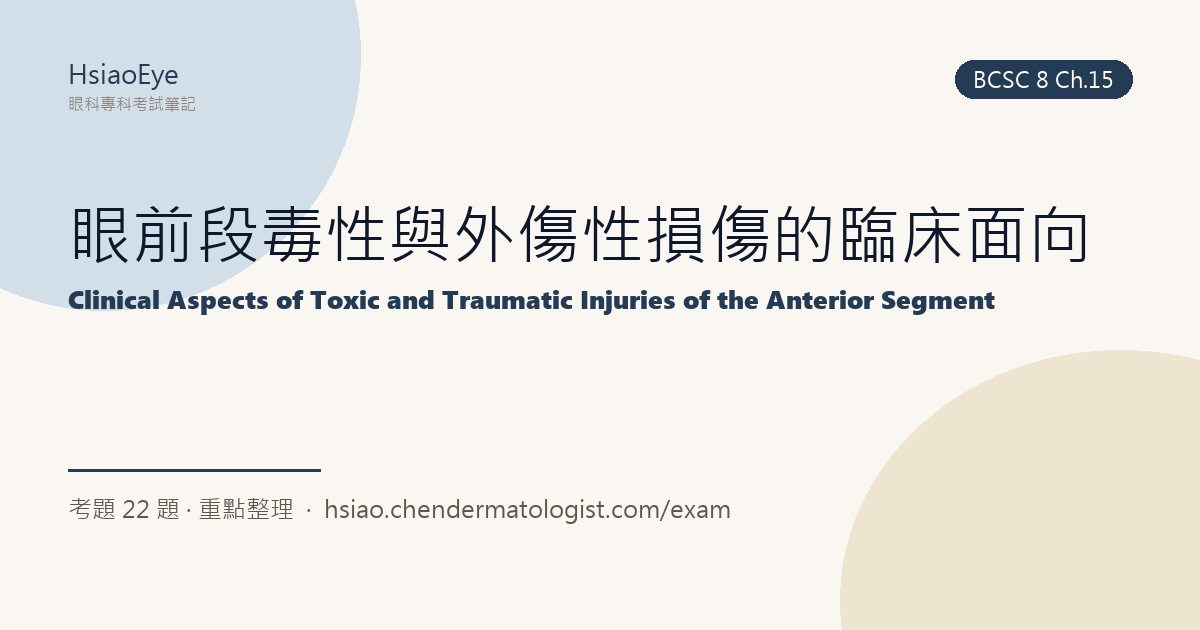 HsiaoEye
眼科專科考試筆記
BCSC 8 Ch.15
眼前段毒性與外傷性損傷的臨床面向
Clinical Aspects of Toxic and Traumatic Injuries of the Anterior Segment
考題 22 題 · 重點整理 · hsiao.chendermatologist.com/exam